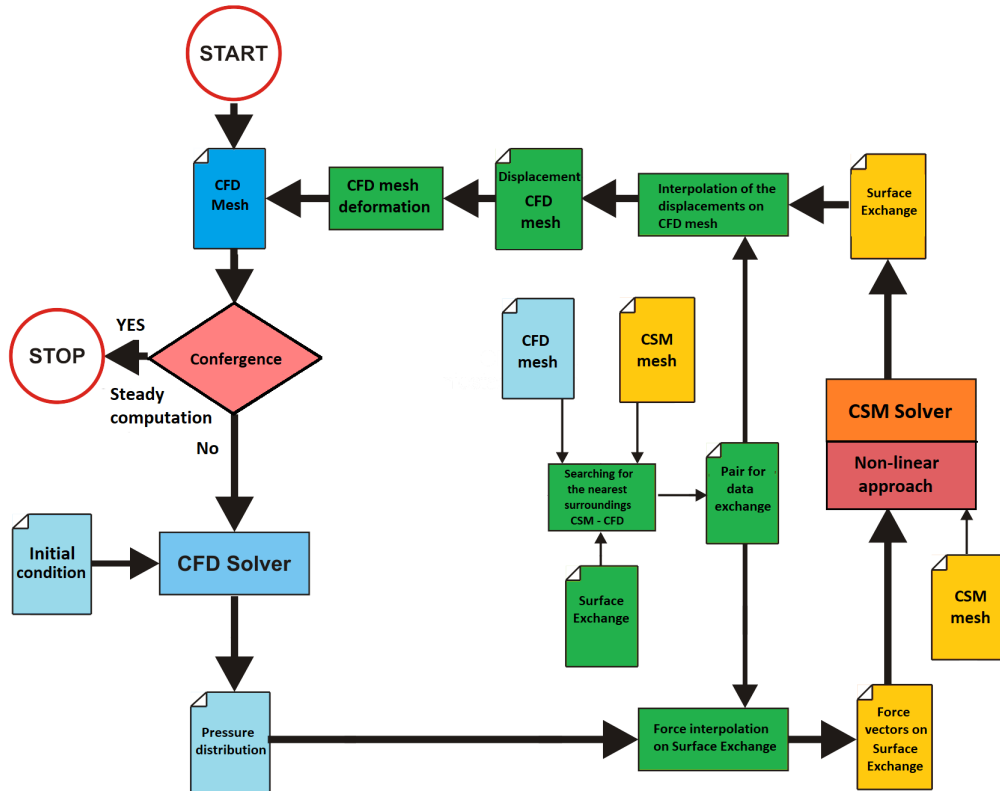 START
CFD
Mesh
CFD mesh
deformation
Displacement
CFD
mesh
Interpolation of the
displacements on
CFD mesh
Surface
Exchange
YES
STOP
Confergence
Steady
computation
No
CFD
mesh
CSM
mesh
CSM Solver
Non-linear
approach
Searching for
the nearest
surroundings
CSM - CFD
Pair for
data
exchange
Initial
condition
CFD Solver
Surface
Exchange
CSM
mesh
Pressure
distribution
Force interpolation
on Surface Exchange
Force
vectors on
Surface
Exchange